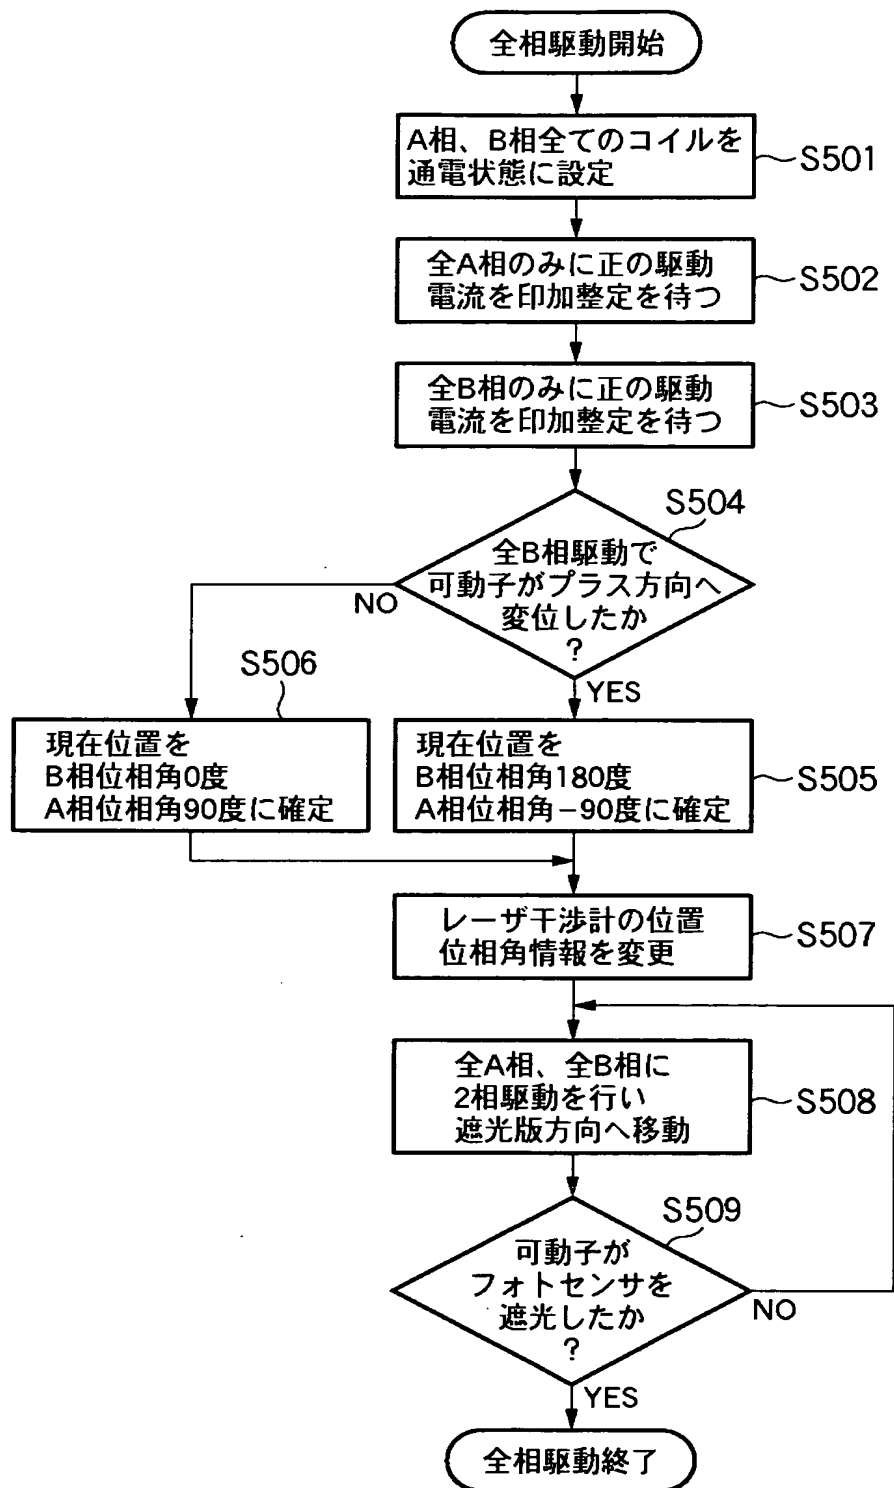 全相駆動開始
A相、B相全てのコイルを
通電状態に設定
S501
全A相のみに正の駆動
電流を印加整定を待つ
S502
全B相のみに正の駆動
電流を印加整定を待つ
S503
S504
全B相駆動で
可動子がプラス方向へ
変位したか
?
NO
YES
S506
現在位置を
B相位相角0度
A相位相角90度に確定
現在位置を
B相位相角180度
A相位相角−90度に確定
S505
レーザ干渉計の位置
位相角情報を変更
S507
全A相、全B相に
2相駆動を行い
遮光版方向へ移動
S508
S509
可動子が
フォトセンサを
遮光したか
?
NO
YES
全相駆動終了